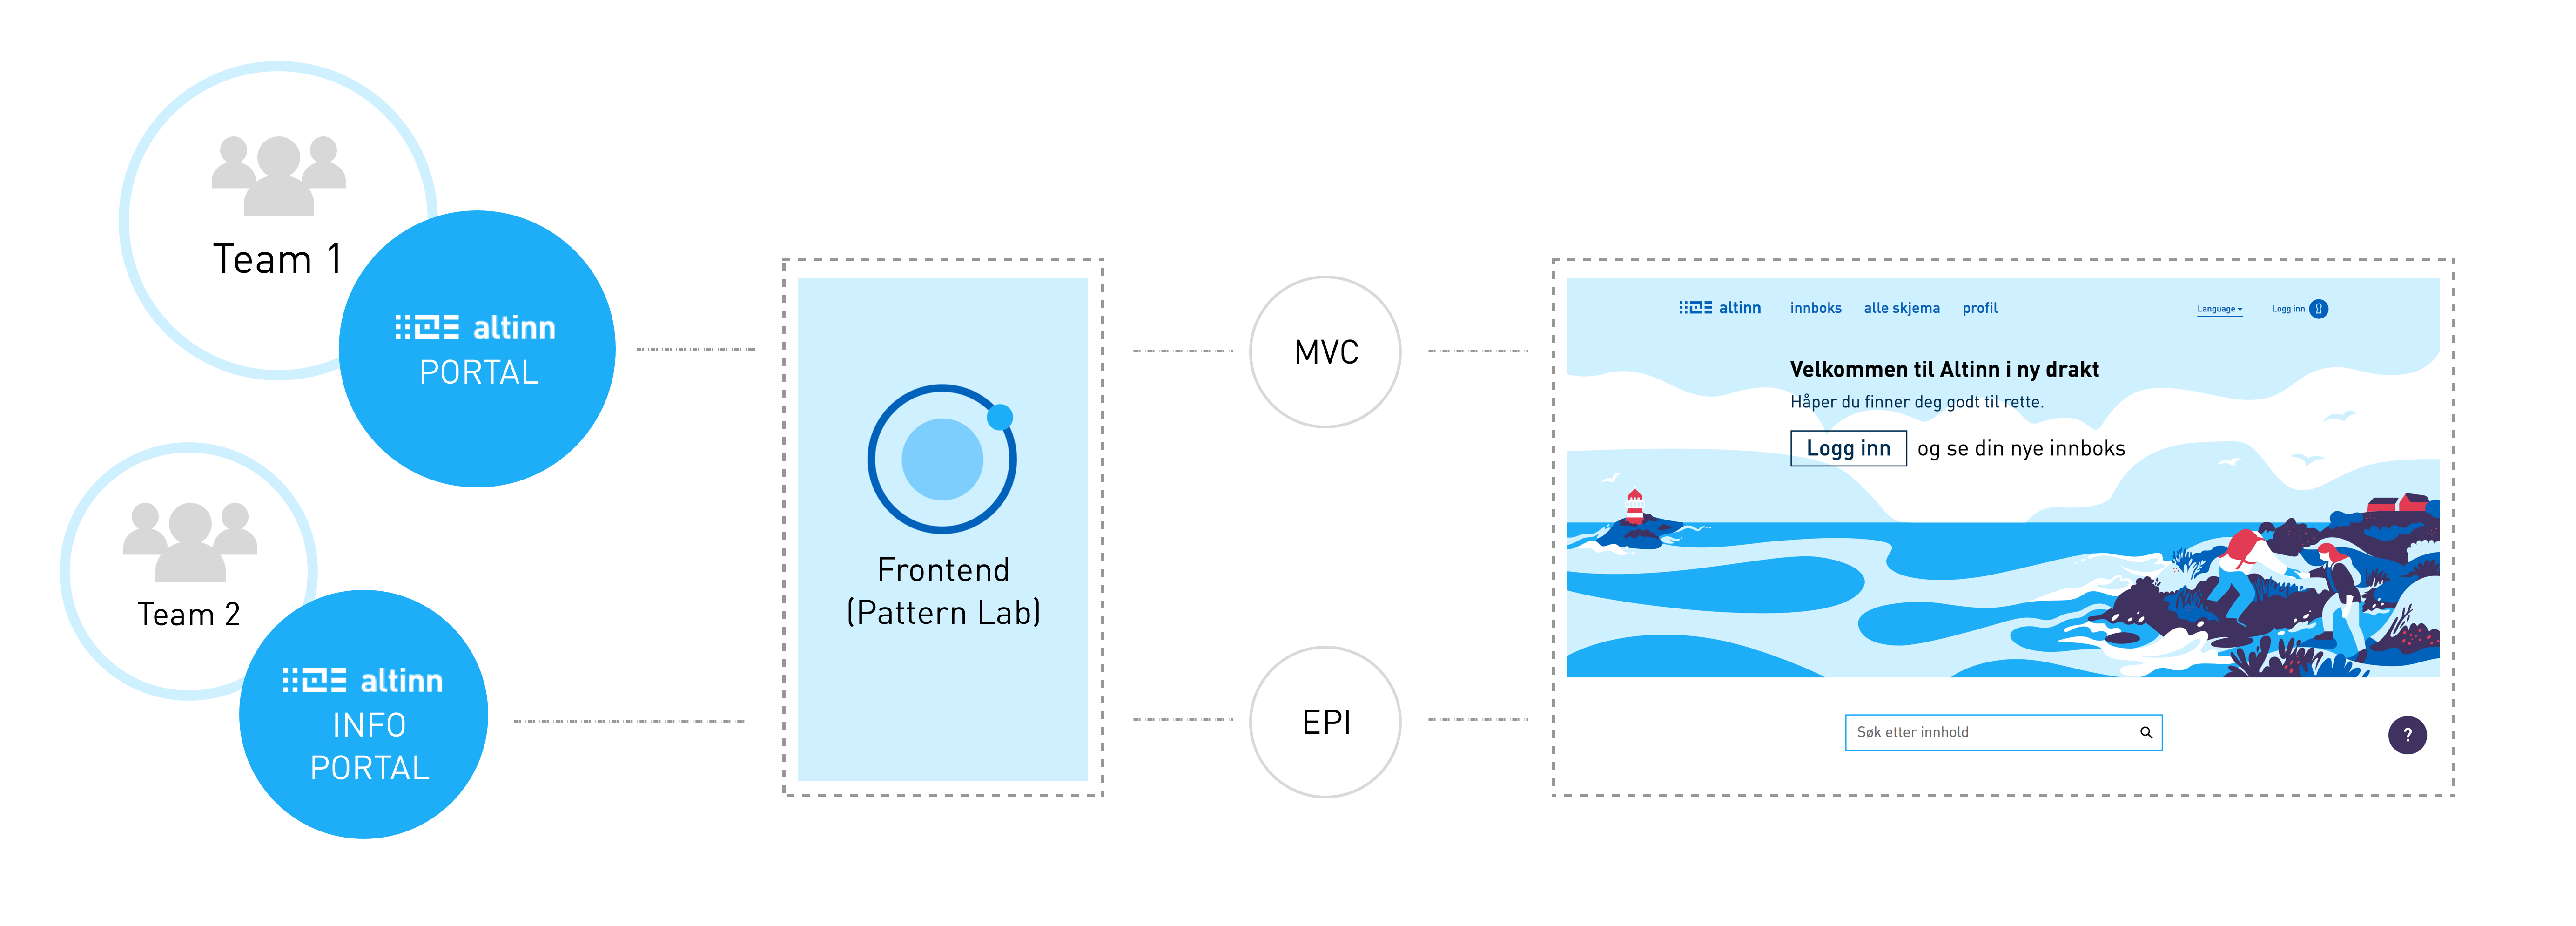 Team 1
altinn
PORTAL
Team 2
altinn
INFO
PORTAL
Frontend
(Pattern Lab)
MVC
EPI
altinn innboks alle skjema profil Language Logg inn
Velkommen til Altinn i ny drakt
Håper du finner deg godt til rette.
Logg inn og se din nye innboks
Søk etter innhold
?